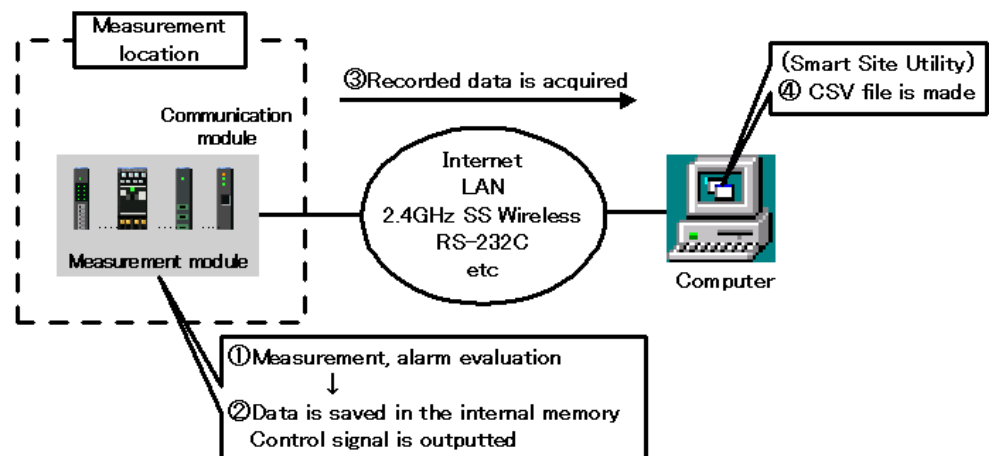 Measurement
location
③Recorded data is acquired
(Smart Site Utility)
④ CSV file is made
Communication
module
Internet
LAN
2.4GHz SS Wireless
RS-232C
etc
Measurement module
Computer
①Measurement, alarm evaluation
↓
②Data is saved in the internal memory
Control signal is outputted